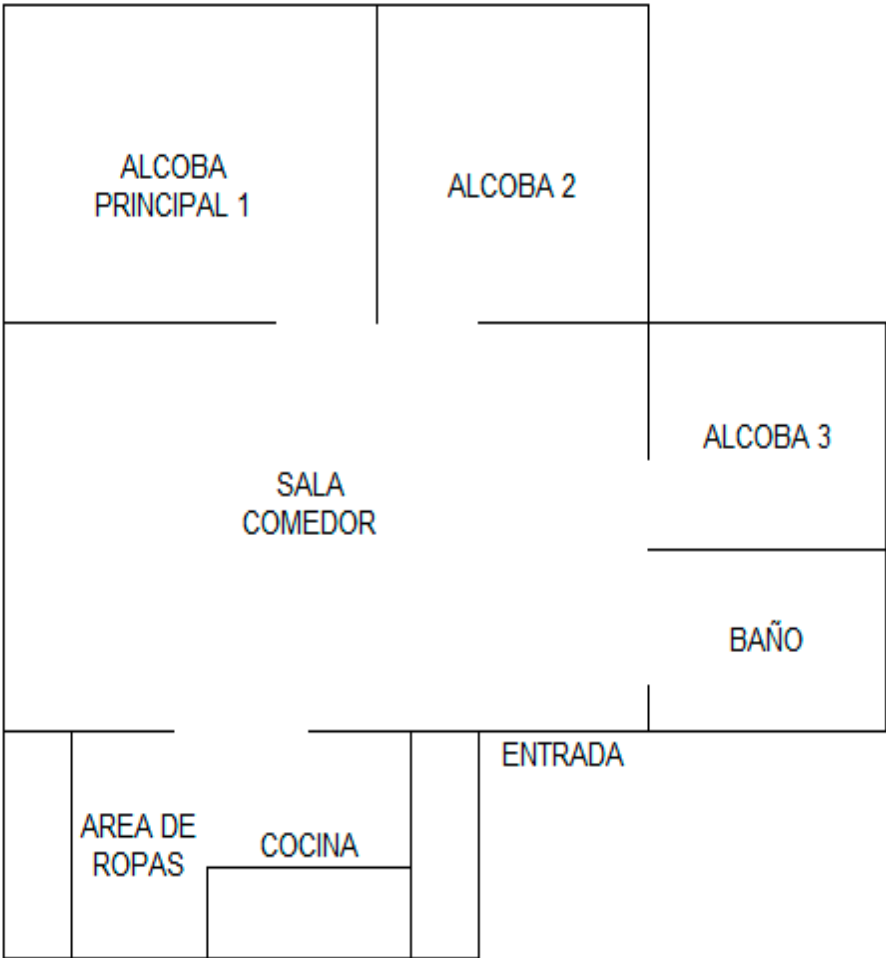 ALCOBA
PRINCIPAL 1
ALCOBA 2
ALCOBA 3
SALA
COMEDOR
BAÑO
ENTRADA
AREA DE
ROPAS
COCINA